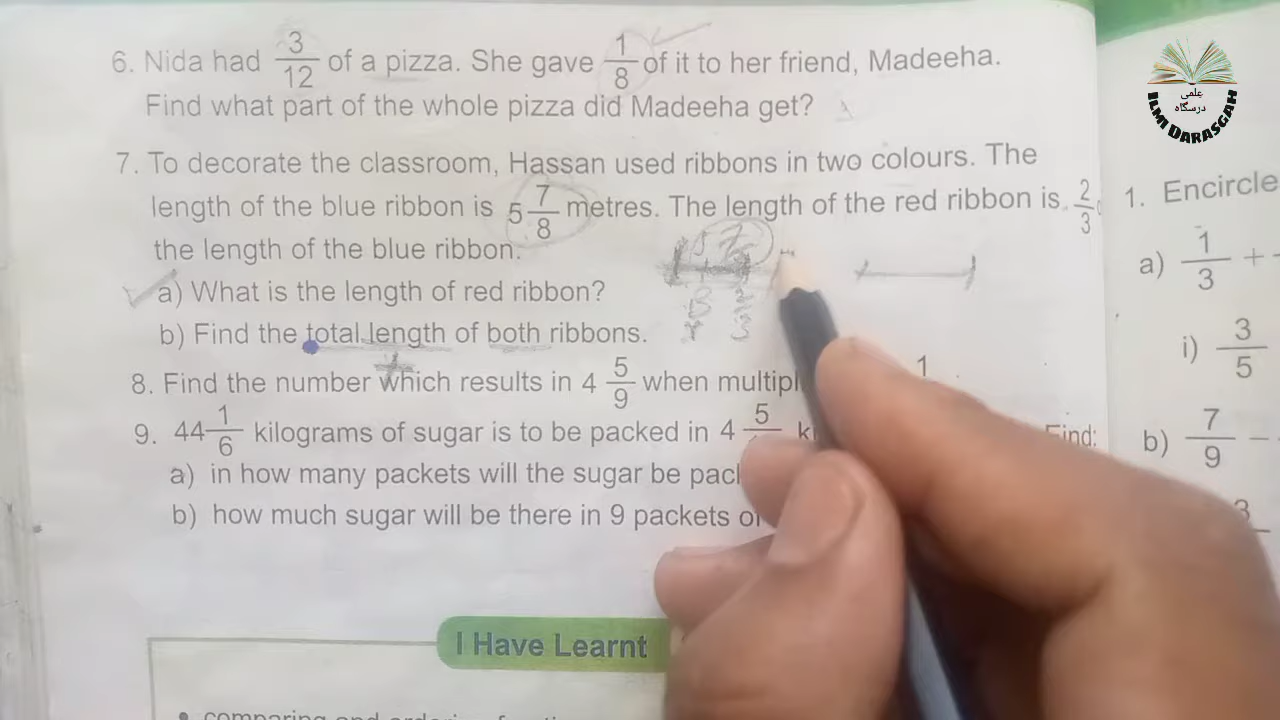 6. Nida had 3/12 of a pizza. She gave 1/8 of it to her friend, Madeeha.
Find what part of the whole pizza did Madeeha get?
7. To decorate the classroom, Hassan used ribbons in two colours. The
length of the blue ribbon is 5 7/8 metres. The length of the red ribbon is 2/3
the length of the blue ribbon.
a) What is the length of red ribbon?
b) Find the total length of both ribbons.
8. Find the number which results in 4 5/9 when
9. 44 1/6 kilograms of sugar is to be packed in 4
Find:
a) in how many packets will the sugar be
b) how much sugar will be there in 9 packets
I Have Learnt
1. Encircle
a) 1/3 +
i) 3/5
b) 7/9 −
3
علمی
درسگاه
ILMI DARASGAH